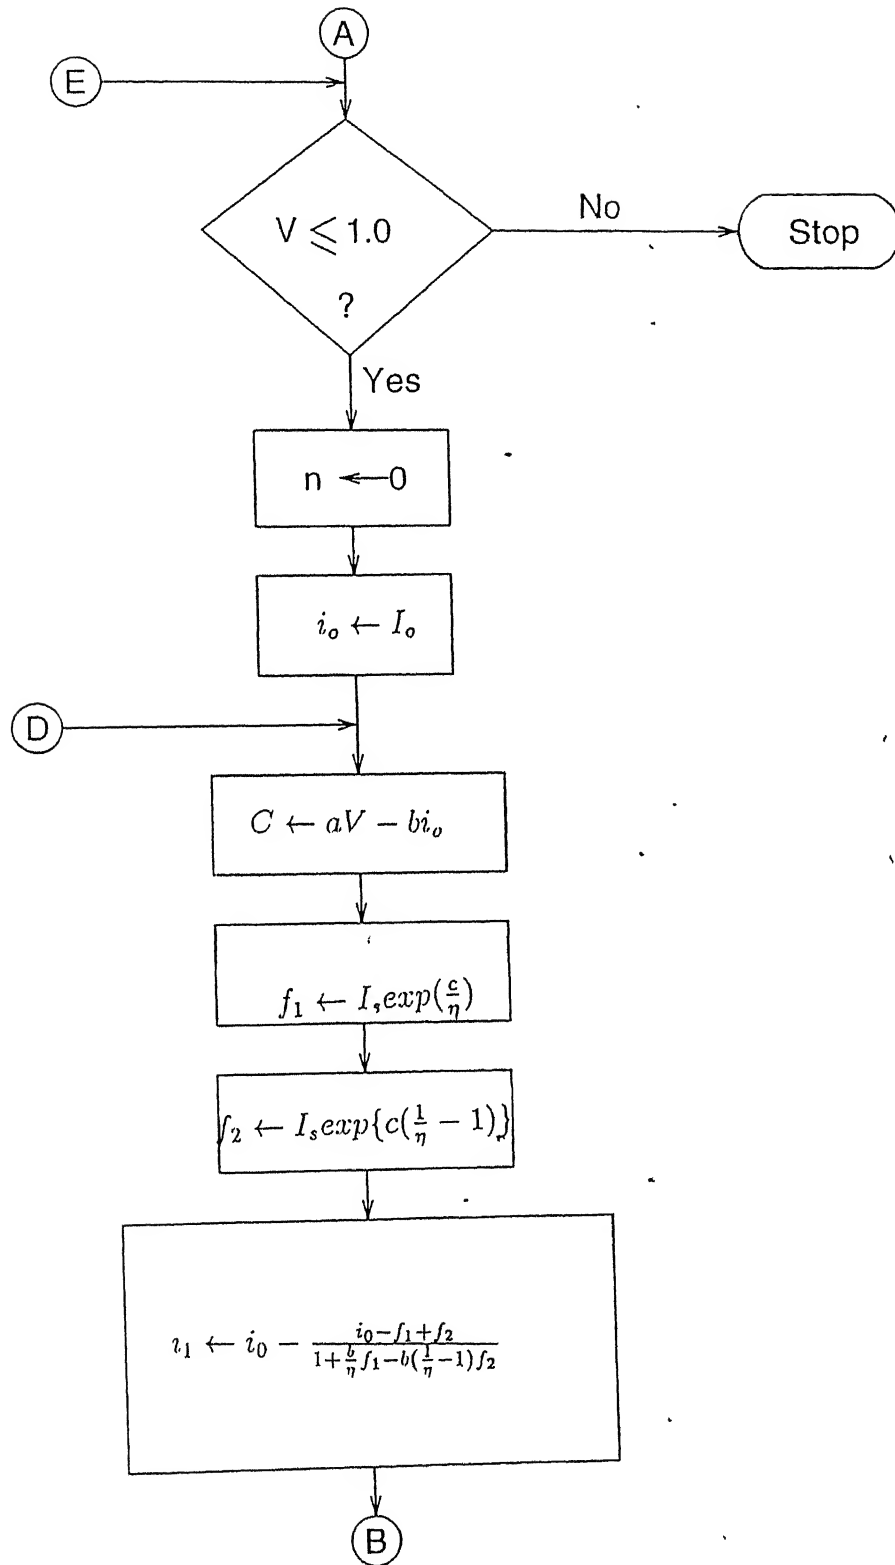 A
E
V ⩽ 1.0
?
No
Stop
Yes
n ← 0
i_o ← I_o
D
C ← aV − bi_o
f_1 ← I_s exp(c/η)
f_2 ← I_s exp{c(1/η − 1)}
ı_1 ← i_0 − (i_0 − f_1 + f_2)/(1 + (b/η)f_1 − b(1/η − 1)f_2)
B